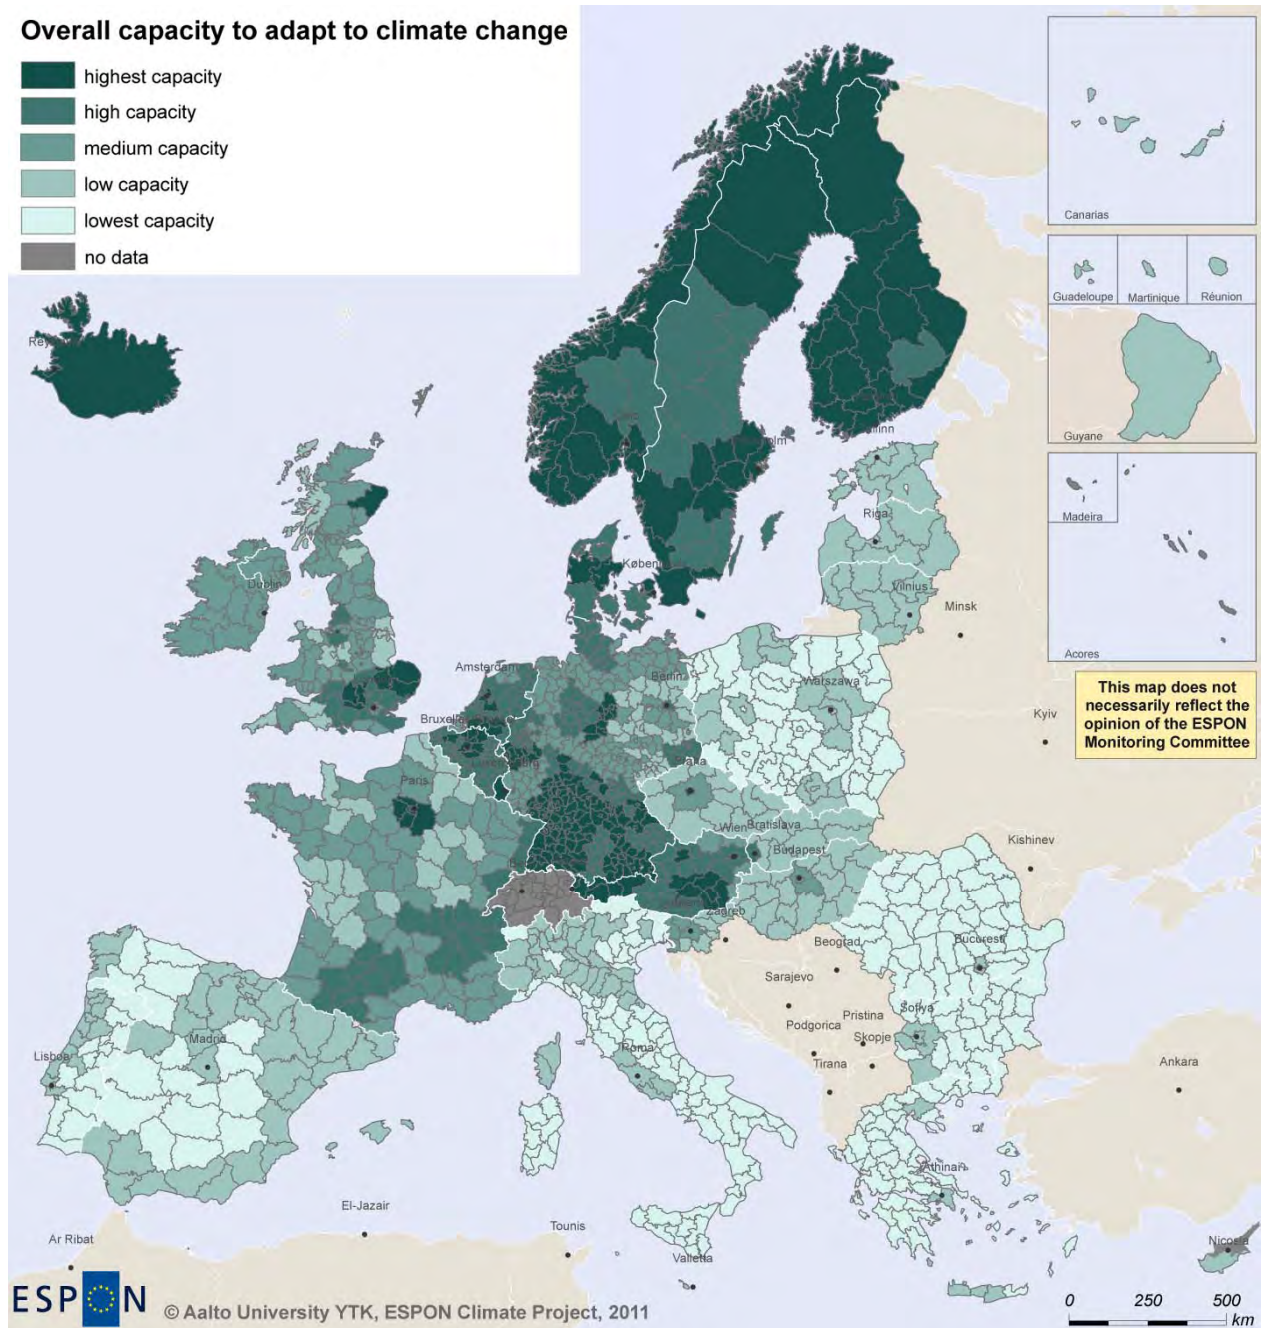 Overall capacity to adapt to climate change
highest capacity
high capacity
medium capacity
low capacity
lowest capacity
no data
Canarias
Guadeloupe
Martinique
Réunion
Guyane
Madeira
Acores
This map does not
necessarily reflect the
opinion of the ESPON
Monitoring Committee
Riga
Vilnius
Minsk
Dublin
Amsterdam
Berlin
Warszawa
Kyiv
Paris
Wien
Bratislava
Budapest
Kishinev
Zagreb
Beograd
Bucuresti
Sarajevo
Pristina
Sofiya
Podgorica
Skopje
Tirana
Roma
Madrid
Lisboa
Ankara
Athinai
El-Jazair
Tounis
Ar Ribat
Valletta
Nicosia
ESPON
© Aalto University YTK, ESPON Climate Project, 2011
0 250 500
km